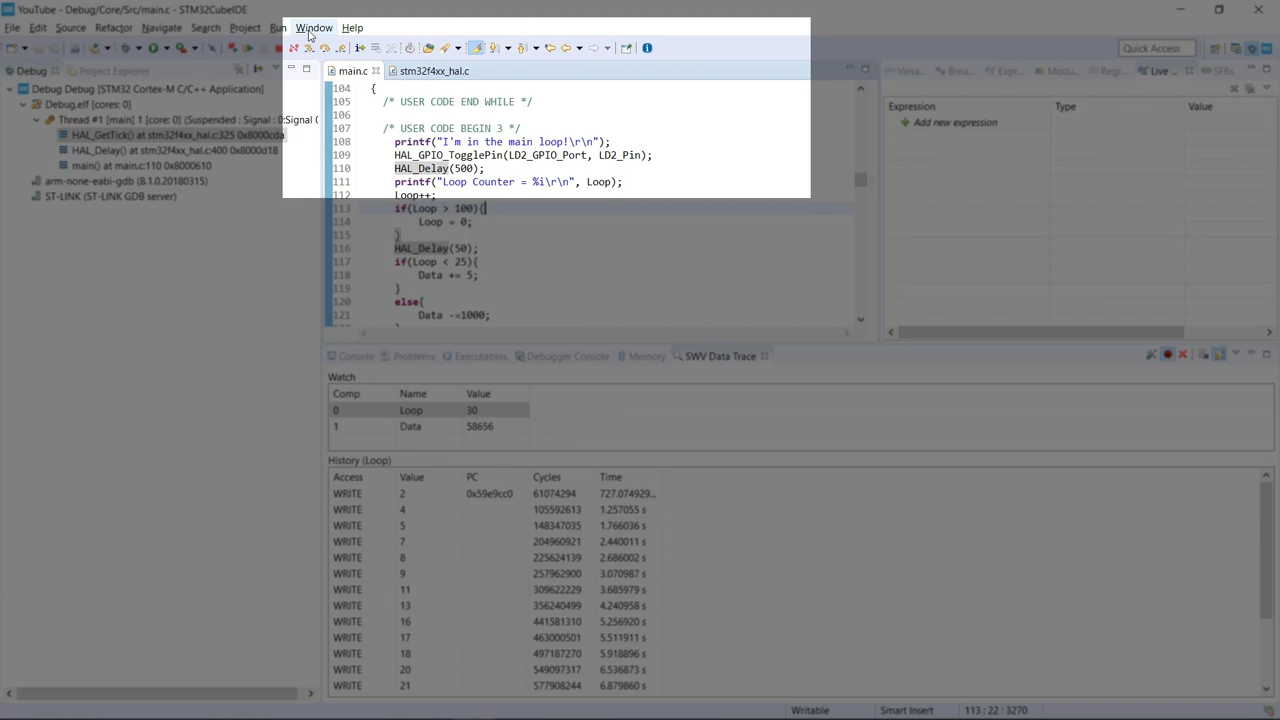 YouTube - Debug/Core/Src/main.c - STM32CubeIDE
File Edit Source Refactor Navigate Search Project Run Window Help
Quick Access
Debug Project Explorer
main.c stm32f4xx_hal.c
Varia... Brea... Expr... Modu... Regi... Live ... SFRs
Debug Debug [STM32 Cortex-M C/C++ Application]
Debug.elf [cores: 0]
Thread #1 [main] 1 [core: 0] (Suspended : Signal : 0:Signal (
HAL_GetTick() at stm32f4xx_hal.c:325 0x8000cda
HAL_Delay() at stm32f4xx_hal.c:400 0x8000d18
main() at main.c:110 0x8000610
arm-none-eabi-gdb (8.1.0.20180315)
ST-LINK (ST-LINK GDB server)
104 {
105 /* USER CODE END WHILE */
106
107 /* USER CODE BEGIN 3 */
108 printf("I'm in the main loop!\r\n");
109 HAL_GPIO_TogglePin(LD2_GPIO_Port, LD2_Pin);
110 HAL_Delay(500);
111 printf("Loop Counter = %i\r\n", Loop);
112 Loop++;
113 if(Loop > 100){
114 Loop = 0;
115 }
116 HAL_Delay(50);
117 if(Loop < 25){
118 Data += 5;
119 }
120 else{
121 Data -=1000;
Expression Type Value
Add new expression
Console Problems Executables Debugger Console Memory SWV Data Trace
Watch
Comp Name Value
0 Loop 30
1 Data 58656
History (Loop)
Access Value PC Cycles Time
WRITE 2 0x59e9cc0 61074294 727.074929...
WRITE 4 105592613 1.257055 s
WRITE 5 148347035 1.766036 s
WRITE 7 204960921 2.440011 s
WRITE 8 225624139 2.686002 s
WRITE 9 257962900 3.070987 s
WRITE 11 309622229 3.685979 s
WRITE 13 356240499 4.240958 s
WRITE 16 441581310 5.256920 s
WRITE 17 463000501 5.511911 s
WRITE 18 497187270 5.918896 s
WRITE 20 549097317 6.536873 s
WRITE 21 577908244 6.879860 s
Writable Smart Insert 113 : 22 : 3270